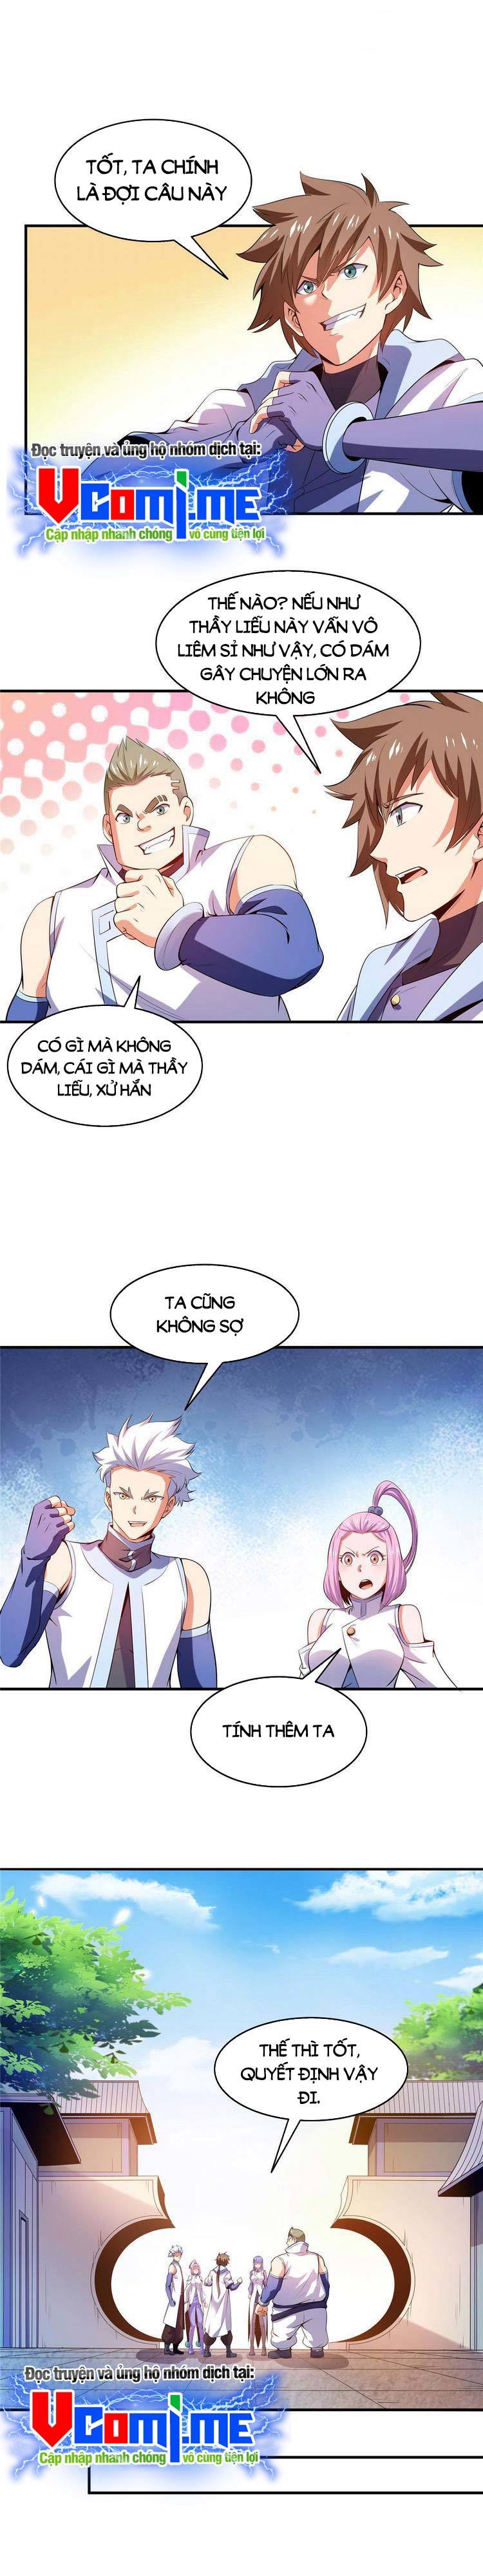 TỐT, TA CHÍNH
LÀ ĐỢI CÂU NÀY
Đọc truyện và ủng hộ nhóm dịch tại:
VComi.me
Cập nhập nhanh chóng vô cùng tiện lợi
THẾ NÀO? NẾU NHƯ
THẦY LIỄU NÀY VẪN VÔ
LIÊM SỈ NHƯ VẬY, CÓ DÁM
GÂY CHUYỆN LỚN RA
KHÔNG
CÓ GÌ MÀ KHÔNG
DÁM, CÁI GÌ MÀ THẦY
LIỄU, XỬ HẮN
TA CŨNG
KHÔNG SỢ
TÍNH THÊM TA
THẾ THÌ TỐT,
QUYẾT ĐỊNH VẬY
ĐI.
Đọc truyện và ủng hộ nhóm dịch tại:
VComi.me
Cập nhập nhanh chóng vô cùng tiện lợi